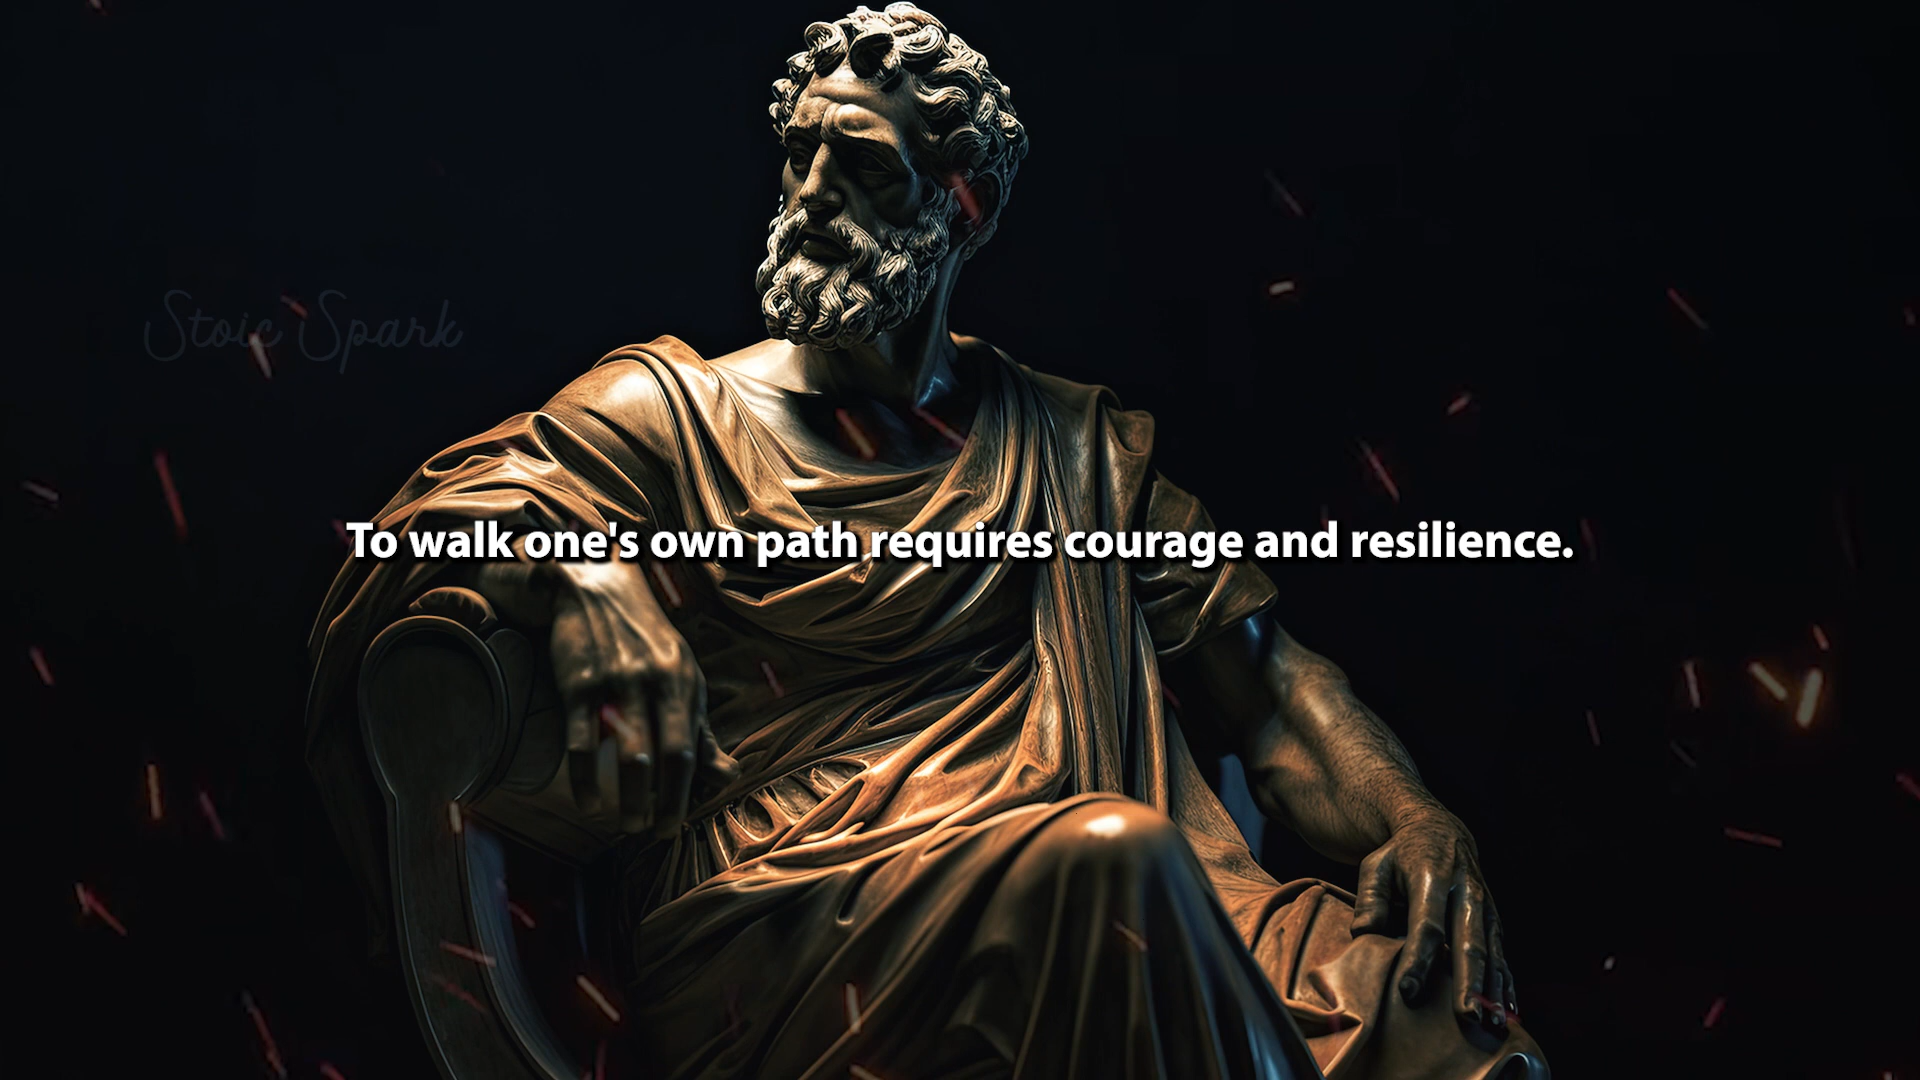 Stoic Spark
To walk one's own path requires courage and resilience.